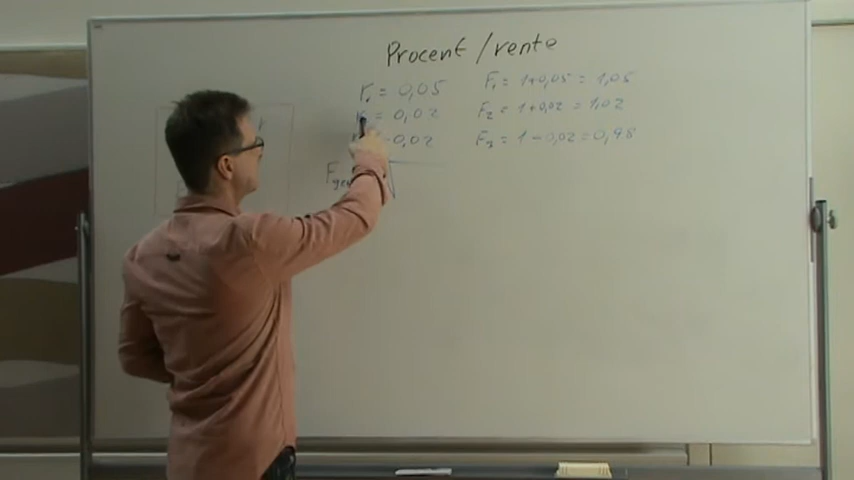 Procent / rente
r₁ = 0,05 F₁ = 1+0,05 = 1,05
r₂ = 0,02 F₂ = 1+0,02 = 1,02
-0,02 F₃ = 1-0,02 = 0,98